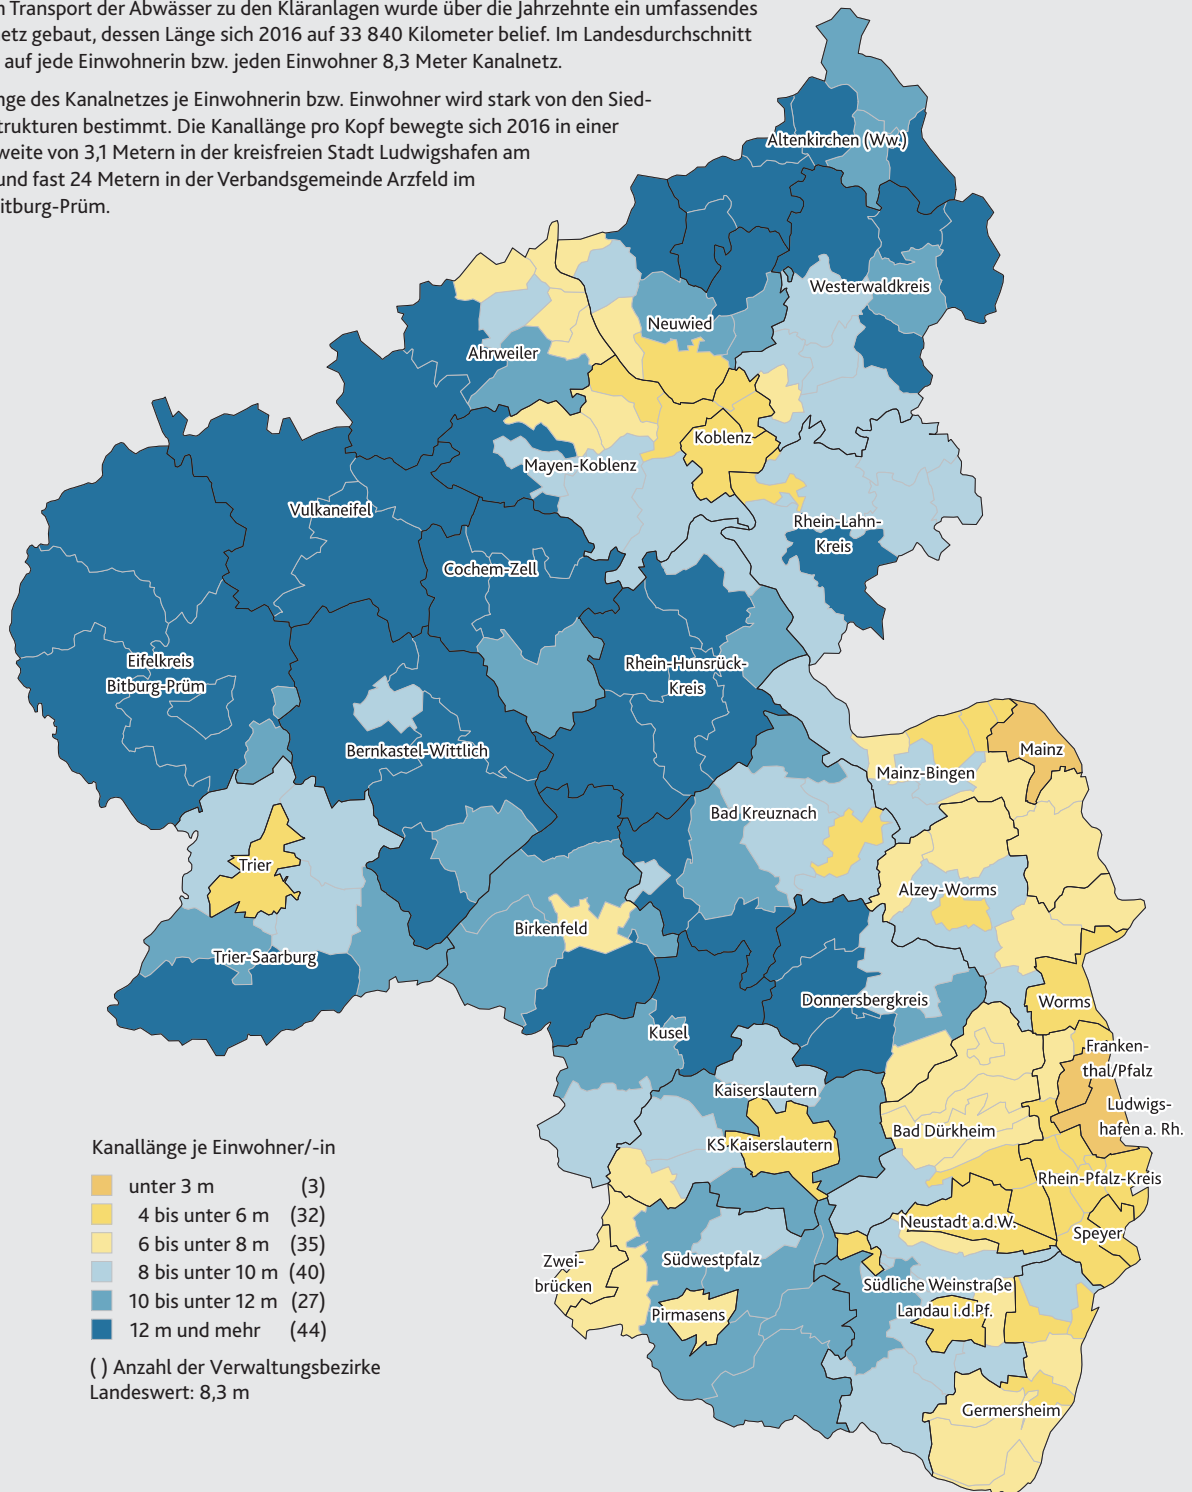 n Transport der Abwässer zu den Kläranlagen wurde über die Jahrzehnte ein umfassendes
etz gebaut, dessen Länge sich 2016 auf 33 840 Kilometer belief. Im Landesdurchschnitt
auf jede Einwohnerin bzw. jeden Einwohner 8,3 Meter Kanalnetz.
nge des Kanalnetzes je Einwohnerin bzw. Einwohner wird stark von den Sied-
trukturen bestimmt. Die Kanallänge pro Kopf bewegte sich 2016 in einer
weite von 3,1 Metern in der kreisfreien Stadt Ludwigshafen am
und fast 24 Metern in der Verbandsgemeinde Arzfeld im
itburg-Prüm.
Altenkirchen (Ww.)
Westerwaldkreis
Neuwied
Ahrweiler
Koblenz
Mayen-Koblenz
Vulkaneifel
Rhein-Lahn-
Kreis
Cochem-Zell
Eifelkreis
Bitburg-Prüm
Rhein-Hunsrück-
Kreis
Bernkastel-Wittlich
Mainz
Mainz-Bingen
Bad Kreuznach
Trier
Alzey-Worms
Birkenfeld
Trier-Saarburg
Donnersbergkreis
Worms
Kusel
Franken-
thal/Pfalz
Kaiserslautern
Ludwigs-
hafen a. Rh.
Bad Dürkheim
KS Kaiserslautern
Rhein-Pfalz-Kreis
Neustadt a.d.W.
Speyer
Zwei-
brücken
Südwestpfalz
Südliche Weinstraße
Landau i.d.Pf.
Pirmasens
Germersheim
Kanallänge je Einwohner/-in
unter 3 m (3)
4 bis unter 6 m (32)
6 bis unter 8 m (35)
8 bis unter 10 m (40)
10 bis unter 12 m (27)
12 m und mehr (44)
( ) Anzahl der Verwaltungsbezirke
Landeswert: 8,3 m